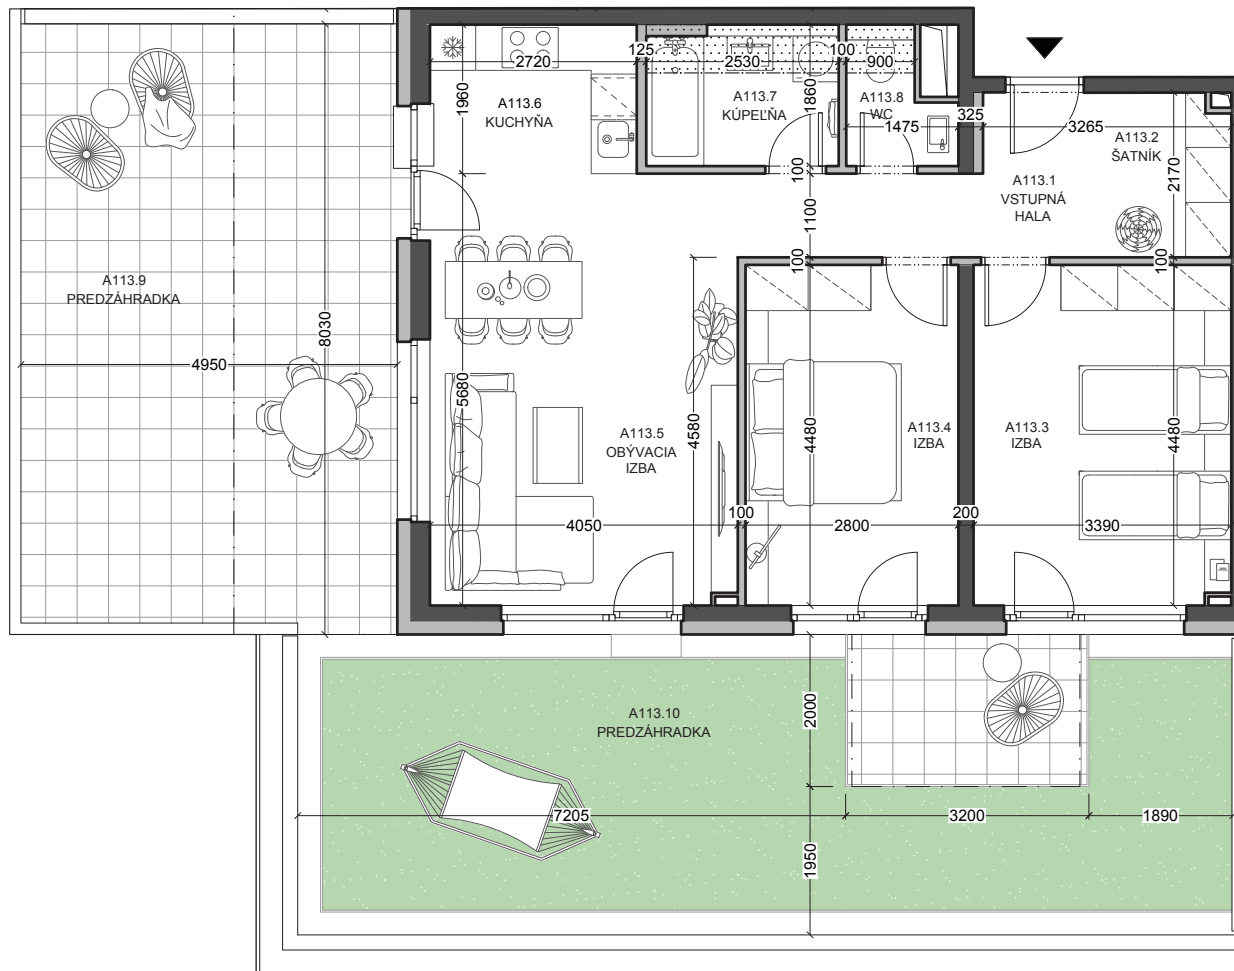 125
100
2720
2530
900
1960
A113.6
KUCHYŇA
A113.7
KÚPEĽŇA
1860
A113.8
WC
1475
325
3265
A113.2
ŠATNÍK
100
2170
A113.1
VSTUPNÁ
HALA
1100
100
100
A113.9
PREDZÁHRADKA
8030
4950
5680
4580
A113.5
OBÝVACIA
IZBA
4480
A113.4
IZBA
A113.3
IZBA
4480
4050
100
2800
200
3390
A113.10
PREDZÁHRADKA
2000
7205
3200
1890
1950